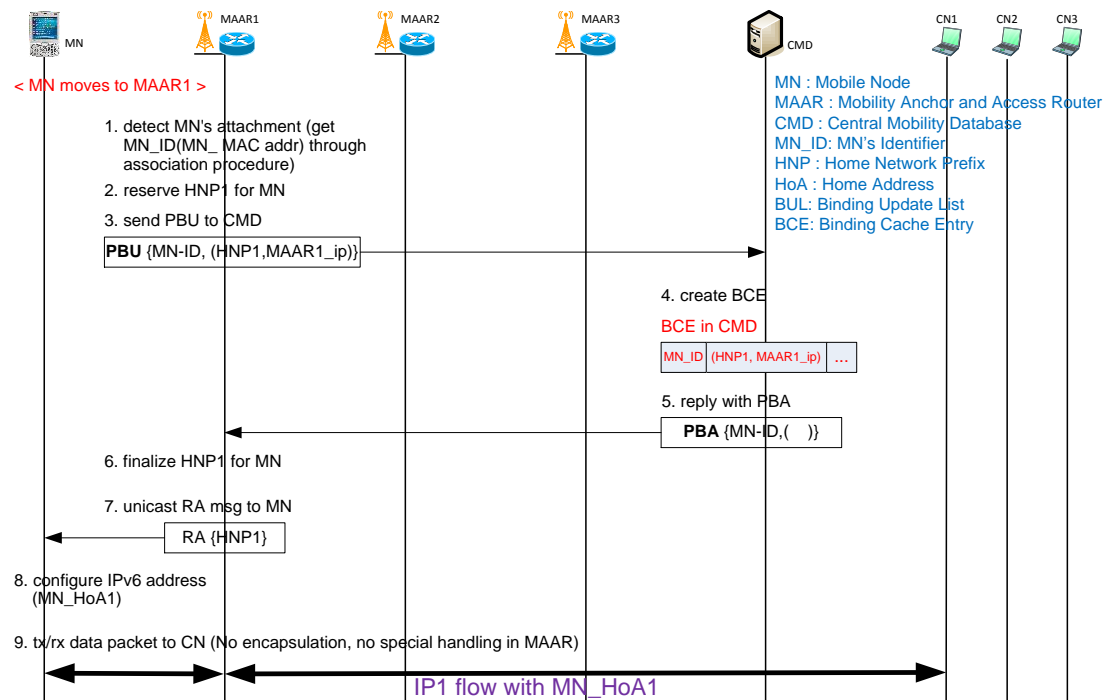 MN
MAAR1
MAAR2
MAAR3
CMD
CN1
CN2
CN3
< MN moves to MAAR1 >
MN : Mobile Node
MAAR : Mobility Anchor and Access Router
CMD : Central Mobility Database
MN_ID: MN's Identifier
HNP : Home Network Prefix
HoA : Home Address
BUL: Binding Update List
BCE: Binding Cache Entry
1. detect MN's attachment (get
MN_ID(MN_ MAC addr) through
association procedure)
2. reserve HNP1 for MN
3. send PBU to CMD
PBU {MN-ID, (HNP1,MAAR1_ip)}
4. create BCE
BCE in CMD
MN_ID (HNP1, MAAR1_ip) ...
5. reply with PBA
PBA {MN-ID,( )}
6. finalize HNP1 for MN
7. unicast RA msg to MN
RA {HNP1}
8. configure IPv6 address
(MN_HoA1)
9. tx/rx data packet to CN (No encapsulation, no special handling in MAAR)
IP1 flow with MN_HoA1